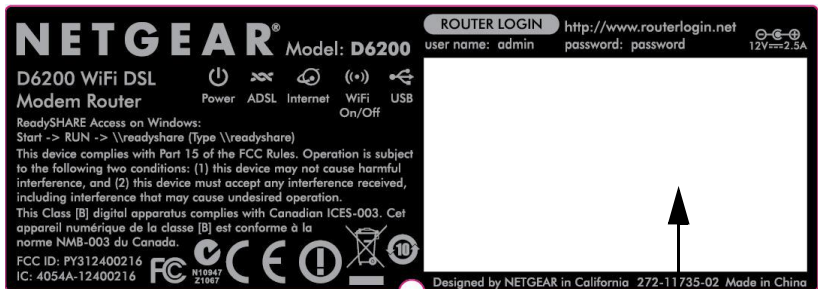 NETGEAR® Model: D6200
D6200 WiFi DSL
Modem Router
Power ADSL Internet WiFi On/Off USB
ReadySHARE Access on Windows:
Start -> RUN -> \\readyshare (Type \\readyshare)
This device complies with Part 15 of the FCC Rules. Operation is subject
to the following two conditions: (1) this device may not cause harmful
interference, and (2) this device must accept any interference received,
including interference that may cause undesired operation.
This Class [B] digital apparatus complies with Canadian ICES-003. Cet
appareil numérique de la classe [B] est conforme à la
norme NMB-003 du Canada.
FCC ID: PY312400216
IC: 4054A-12400216
FC
N10947
Z1067
CE
10
ROUTER LOGIN http://www.routerlogin.net
user name: admin password: password
12V 2.5A
Designed by NETGEAR in California 272-11735-02 Made in China